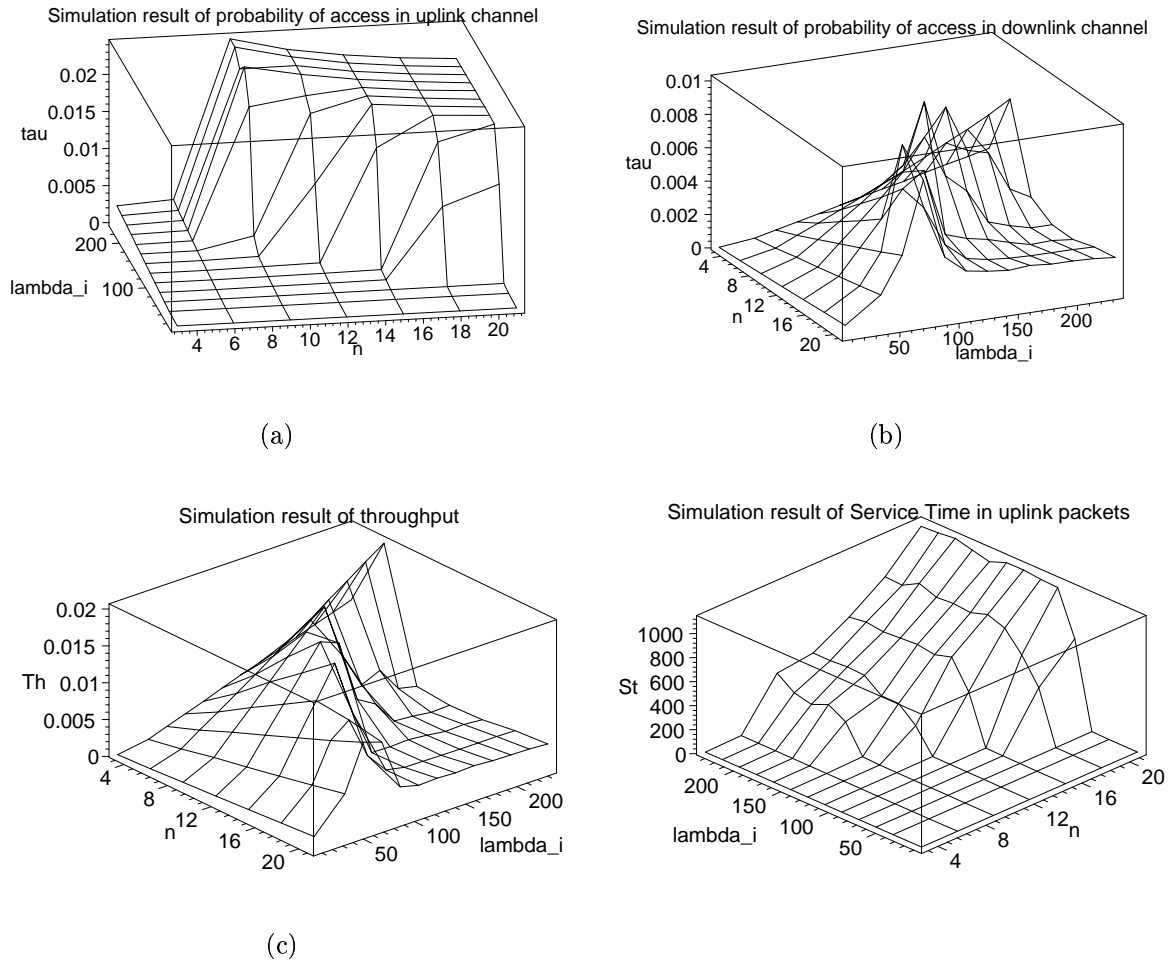 Simulation result of probability of access in uplink channel
0.02
0.015
tau
0.01
0.005
0
200
lambda_i 100
4 6 8 10 12 14 16 18 20
n
(a)
Simulation result of probability of access in downlink channel
0.01
0.008
0.006
tau
0.004
0.002
0
4
8
n 12
16
20
50
100
150
200
lambda_i
(b)
Simulation result of throughput
0.02
0.015
Th
0.01
0.005
0
4
8
n 12
16
20
50
100
150
200
lambda_i
(c)
Simulation result of Service Time in uplink packets
1000
800
600
St
400
200
0
200
150
lambda_i
100
50
4
8
12 n
16
20